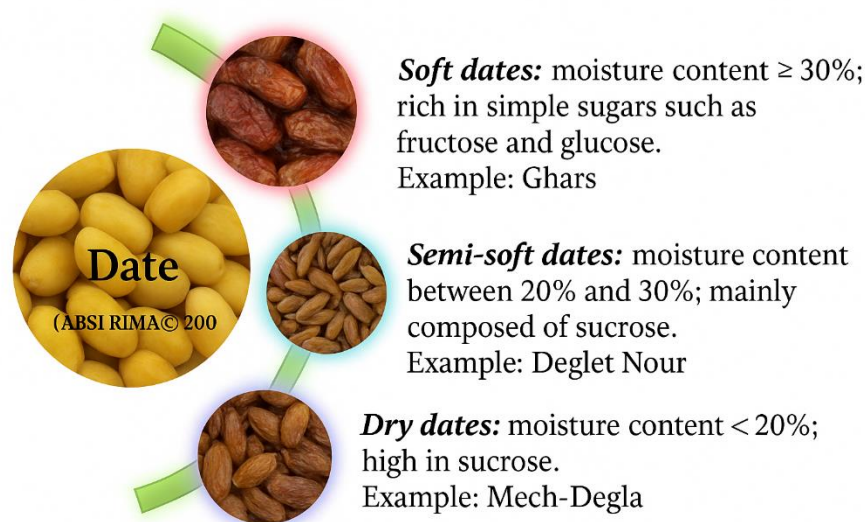 Soft dates: moisture content ≥ 30%;
rich in simple sugars such as
fructose and glucose.
Example: Ghars
Date
(ABSI RIMA© 200
Semi-soft dates: moisture content
between 20% and 30%; mainly
composed of sucrose.
Example: Deglet Nour
Dry dates: moisture content < 20%;
high in sucrose.
Example: Mech-Degla